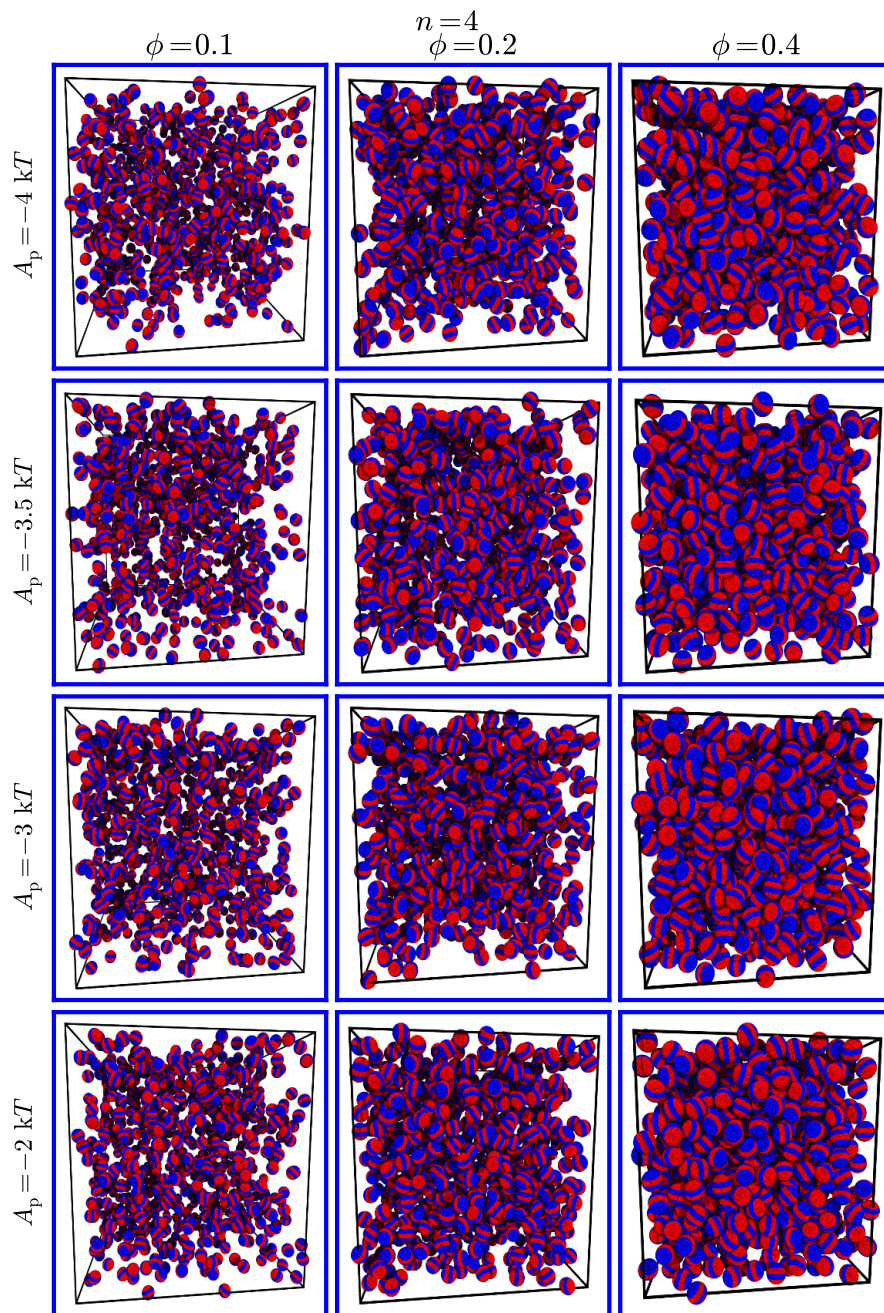 n=4
ϕ=0.1
ϕ=0.2
ϕ=0.4
A_p=−4 kT
A_p=−3.5 kT
A_p=−3 kT
A_p=−2 kT